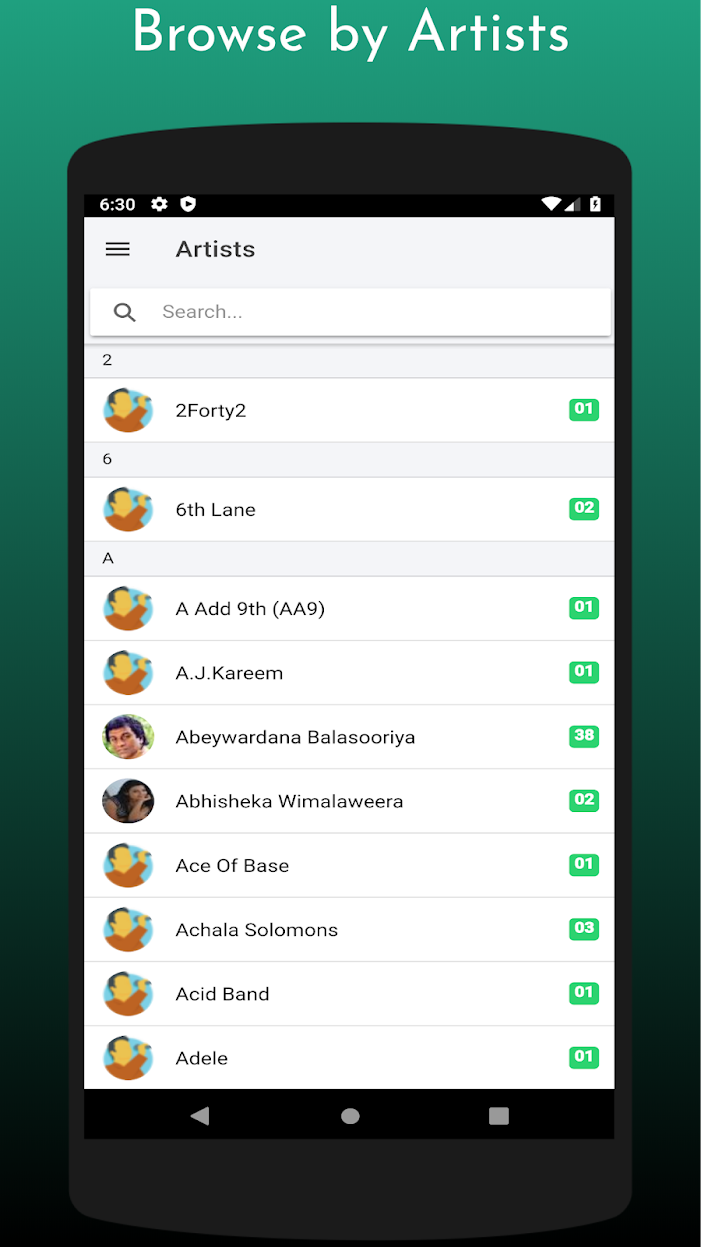 Browse by Artists
6:30
Artists
Search...
2
2Forty2 01
6
6th Lane 02
A
A Add 9th (AA9) 01
A.J.Kareem 01
Abeywardana Balasooriya 38
Abhisheka Wimalaweera 02
Ace Of Base 01
Achala Solomons 03
Acid Band 01
Adele 01